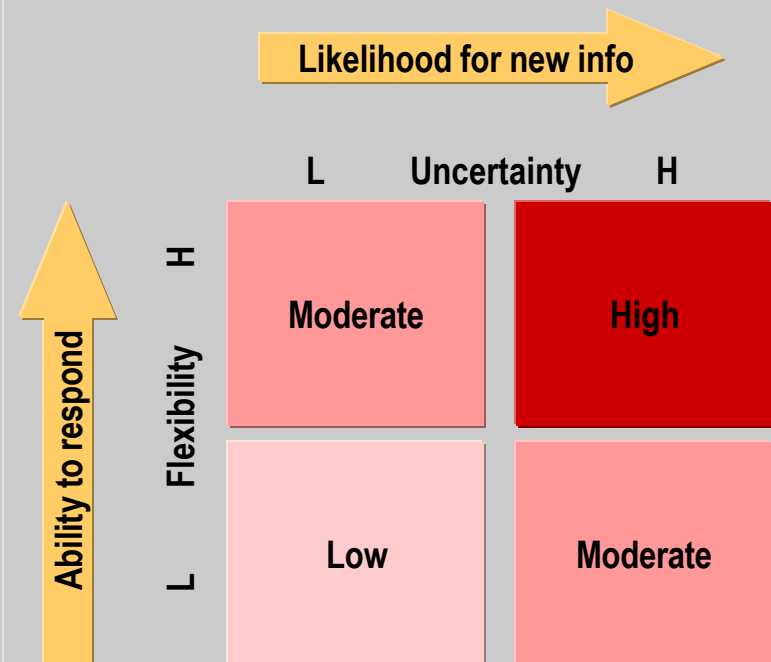 Likelihood for new info
L Uncertainty H
H
Moderate High
Flexibility
Ability to respond
Low Moderate
L